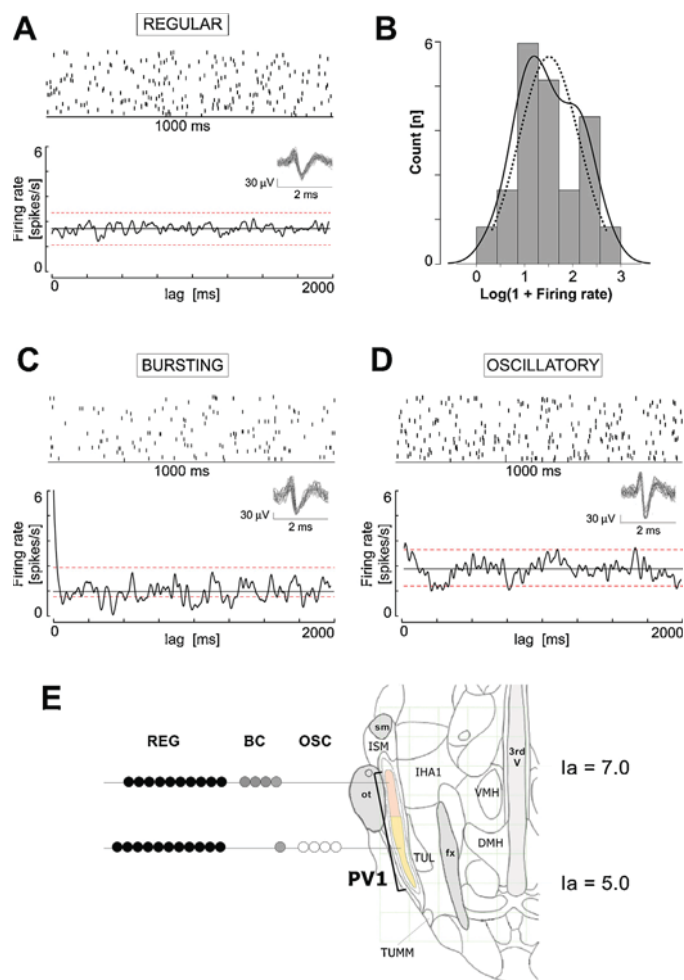 A
REGULAR
1000 ms
6
0
Firing rate
[spikes/s]
30 µV
2 ms
0
2000
lag [ms]
B
6
0
Count [n]
0
1
2
3
Log(1 + Firing rate)
C
BURSTING
1000 ms
6
0
Firing rate
[spikes/s]
30 µV
2 ms
0
2000
lag [ms]
D
OSCILLATORY
1000 ms
6
0
Firing rate
[spikes/s]
30 µV
2 ms
0
2000
lag [ms]
E
REG
BC
OSC
sm
ISM
ot
IHA1
3rd
V
VMH
DMH
TUL
fx
PV1
TUMM
Ia = 7.0
Ia = 5.0